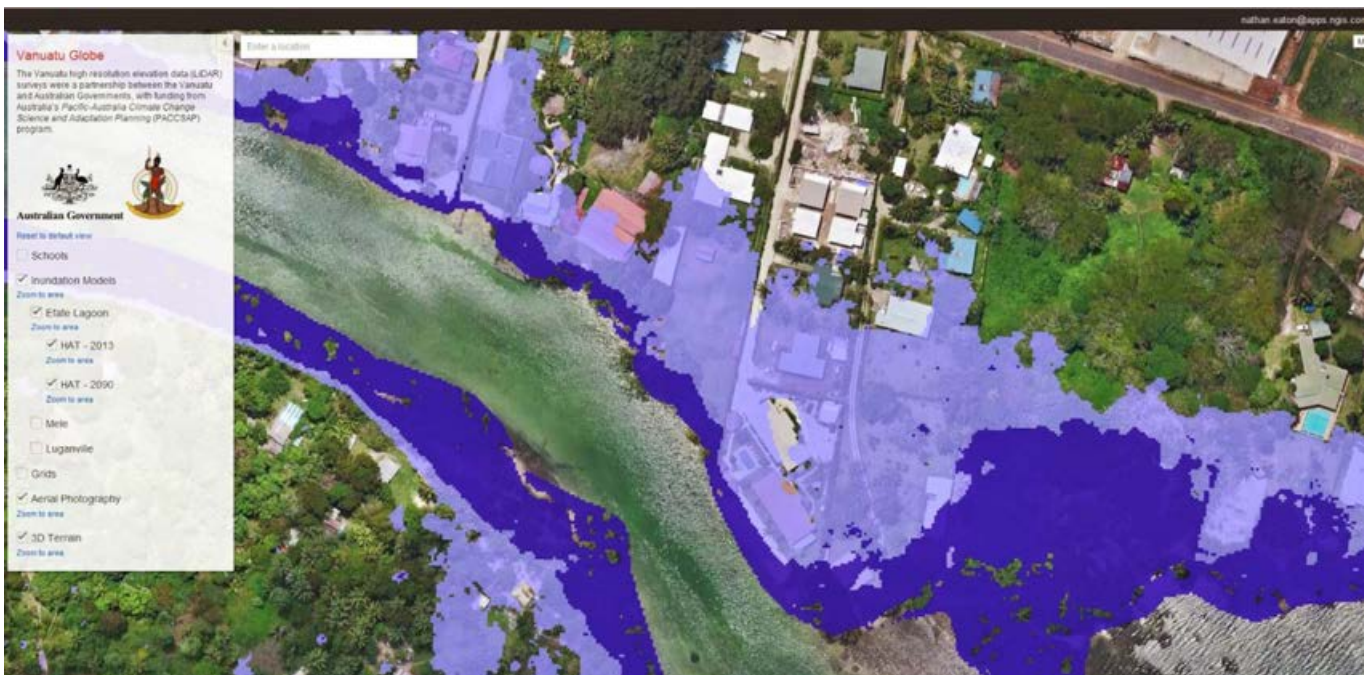 nathan.eaton@apps.ngis.com
Enter a location
Vanuatu Globe
The Vanuatu high resolution elevation data (LiDAR)
surveys were a partnership between the Vanuatu
and Australian Governments, with funding from
Australia's Pacific-Australia Climate Change
Science and Adaptation Planning (PACCSAP)
program.
Australian Government
Reset to default view
Schools
Inundation Models
Zoom to area
Efate Lagoon
Zoom to area
HAT - 2013
Zoom to area
HAT - 2090
Zoom to area
Mele
Luganville
Grids
Aerial Photography
Zoom to area
3D Terrain
Zoom to area